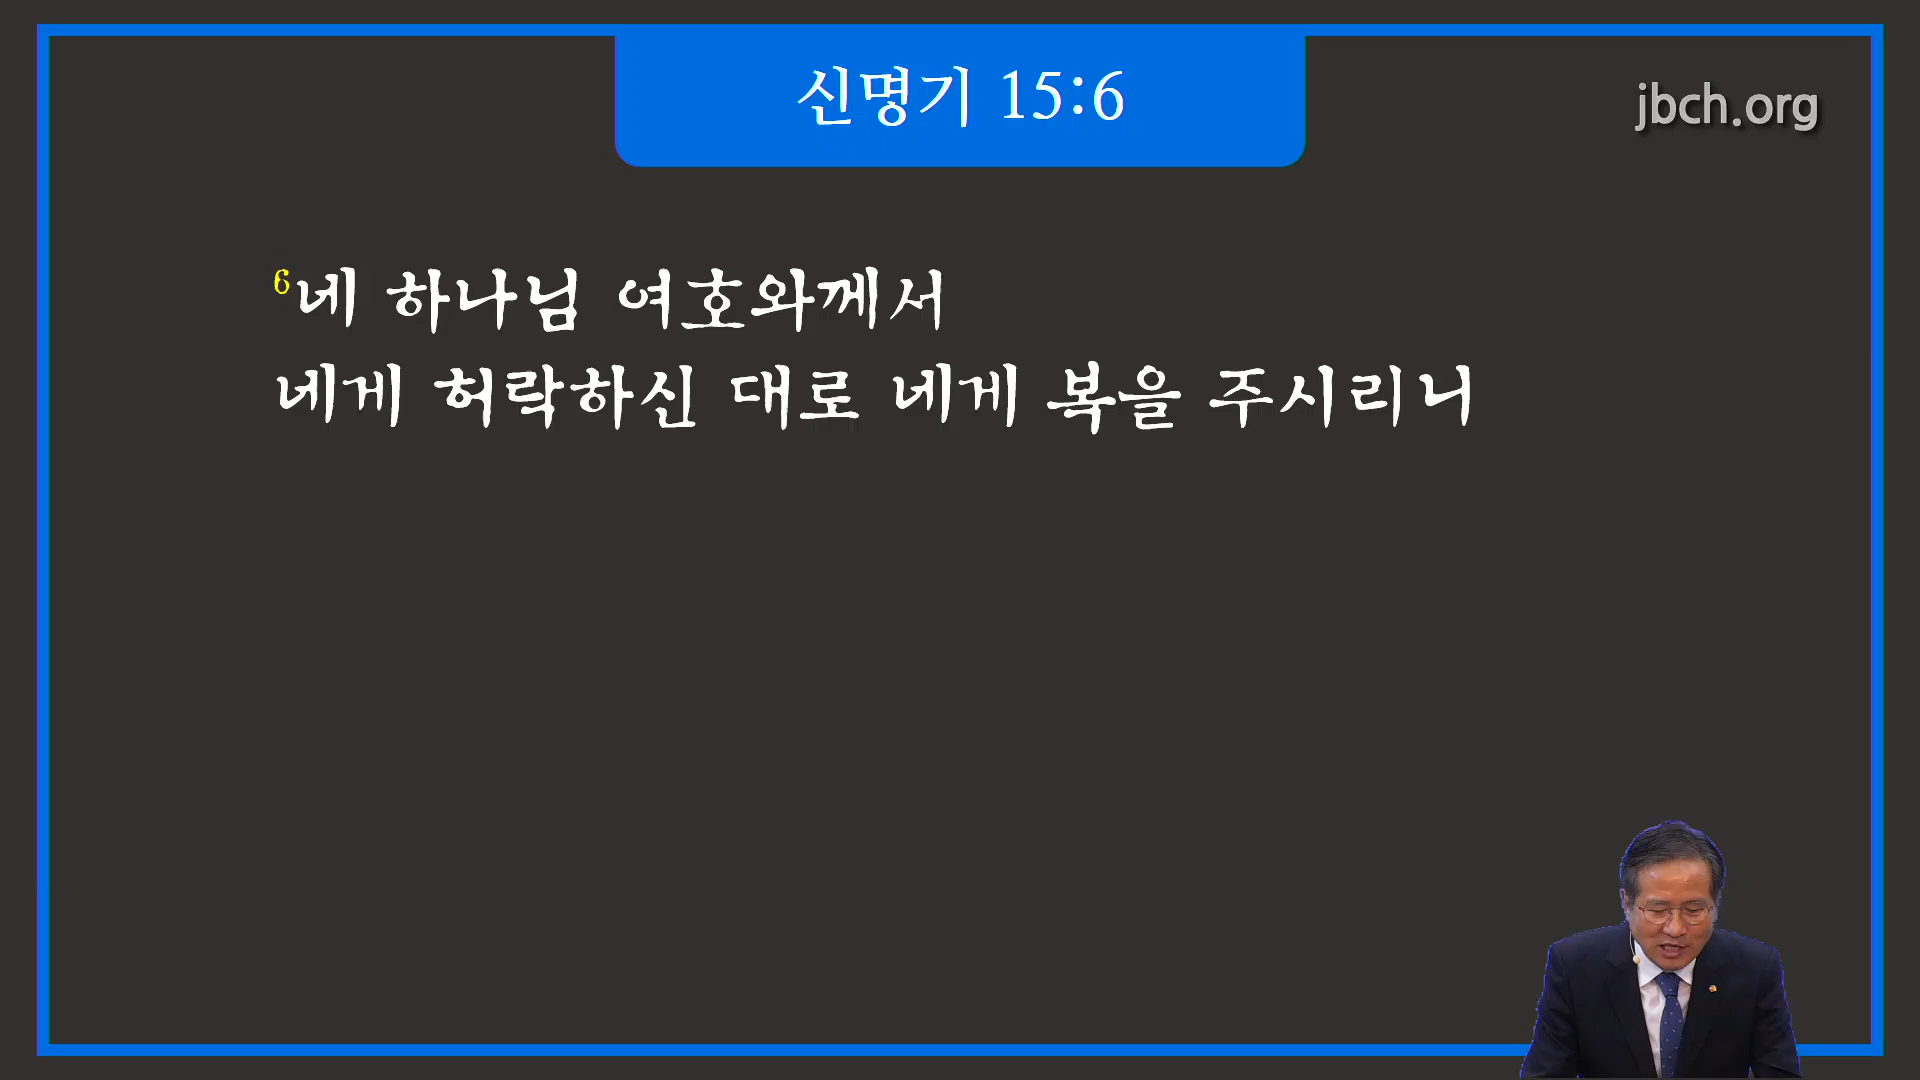 신명기 15:6
jbch.org
6네 하나님 여호와께서
네게 허락하신 대로 네게 복을 주시리니